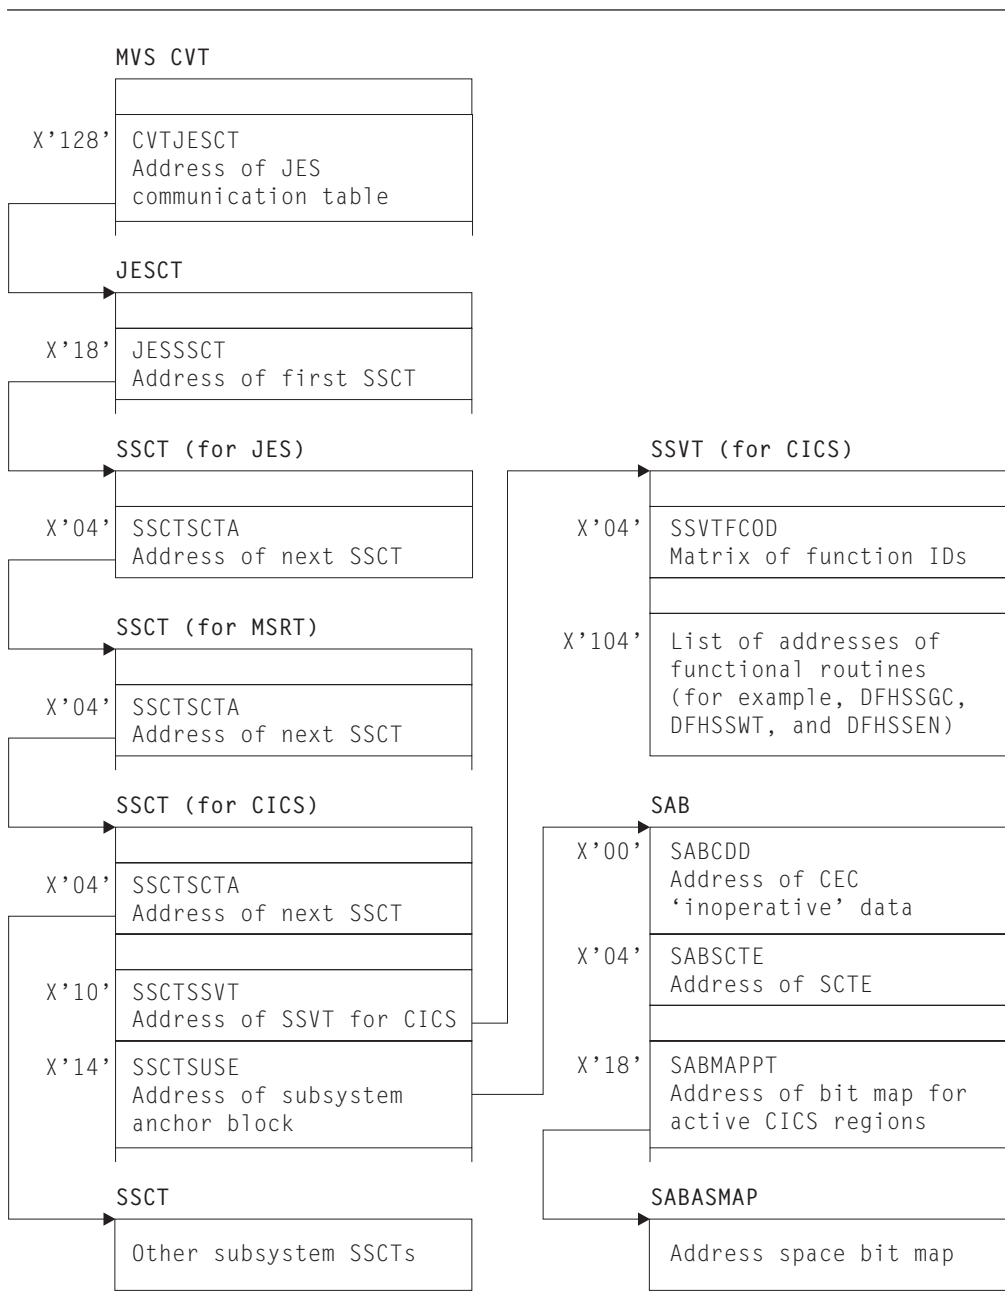 MVS CVT
X'128' CVTJESCT
Address of JES
communication table
JESCT
X'18' JESSSCT
Address of first SSCT
SSCT (for JES)
X'04' SSCTSCTA
Address of next SSCT
SSCT (for MSRT)
X'04' SSCTSCTA
Address of next SSCT
SSCT (for CICS)
X'04' SSCTSCTA
Address of next SSCT
X'10' SSCTSSVT
Address of SSVT for CICS
X'14' SSCTSUSE
Address of subsystem
anchor block
SSCT
Other subsystem SSCTs
SSVT (for CICS)
X'04' SSVTFCOD
Matrix of function IDs
X'104' List of addresses of
functional routines
(for example, DFHSSGC,
DFHSSWT, and DFHSSEN)
SAB
X'00' SABCDD
Address of CEC
‘inoperative’ data
X'04' SABSCTE
Address of SCTE
X'18' SABMAPPT
Address of bit map for
active CICS regions
SABASMAP
Address space bit map